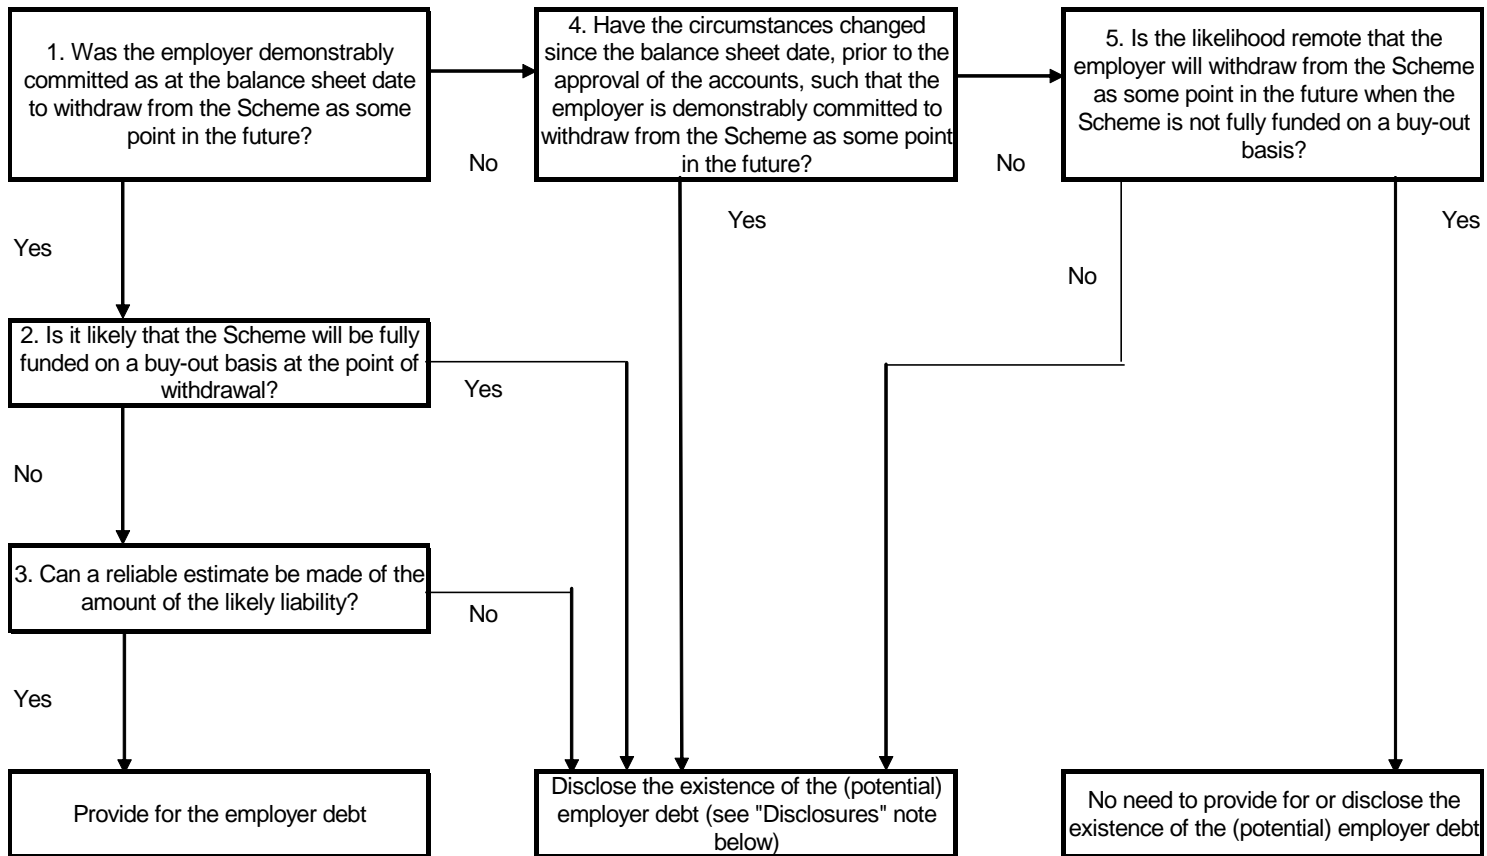 1. Was the employer demonstrably
committed as at the balance sheet date
to withdraw from the Scheme as some
point in the future?
No
4. Have the circumstances changed
since the balance sheet date, prior to the
approval of the accounts, such that the
employer is demonstrably committed to
withdraw from the Scheme as some point
in the future?
No
5. Is the likelihood remote that the
employer will withdraw from the Scheme
as some point in the future when the
Scheme is not fully funded on a buy-out
basis?
Yes
Yes
Yes
No
2. Is it likely that the Scheme will be fully
funded on a buy-out basis at the point of
withdrawal?
Yes
No
3. Can a reliable estimate be made of the
amount of the likely liability?
No
Yes
Provide for the employer debt
Disclose the existence of the (potential)
employer debt (see "Disclosures" note
below)
No need to provide for or disclose the
existence of the (potential) employer debt